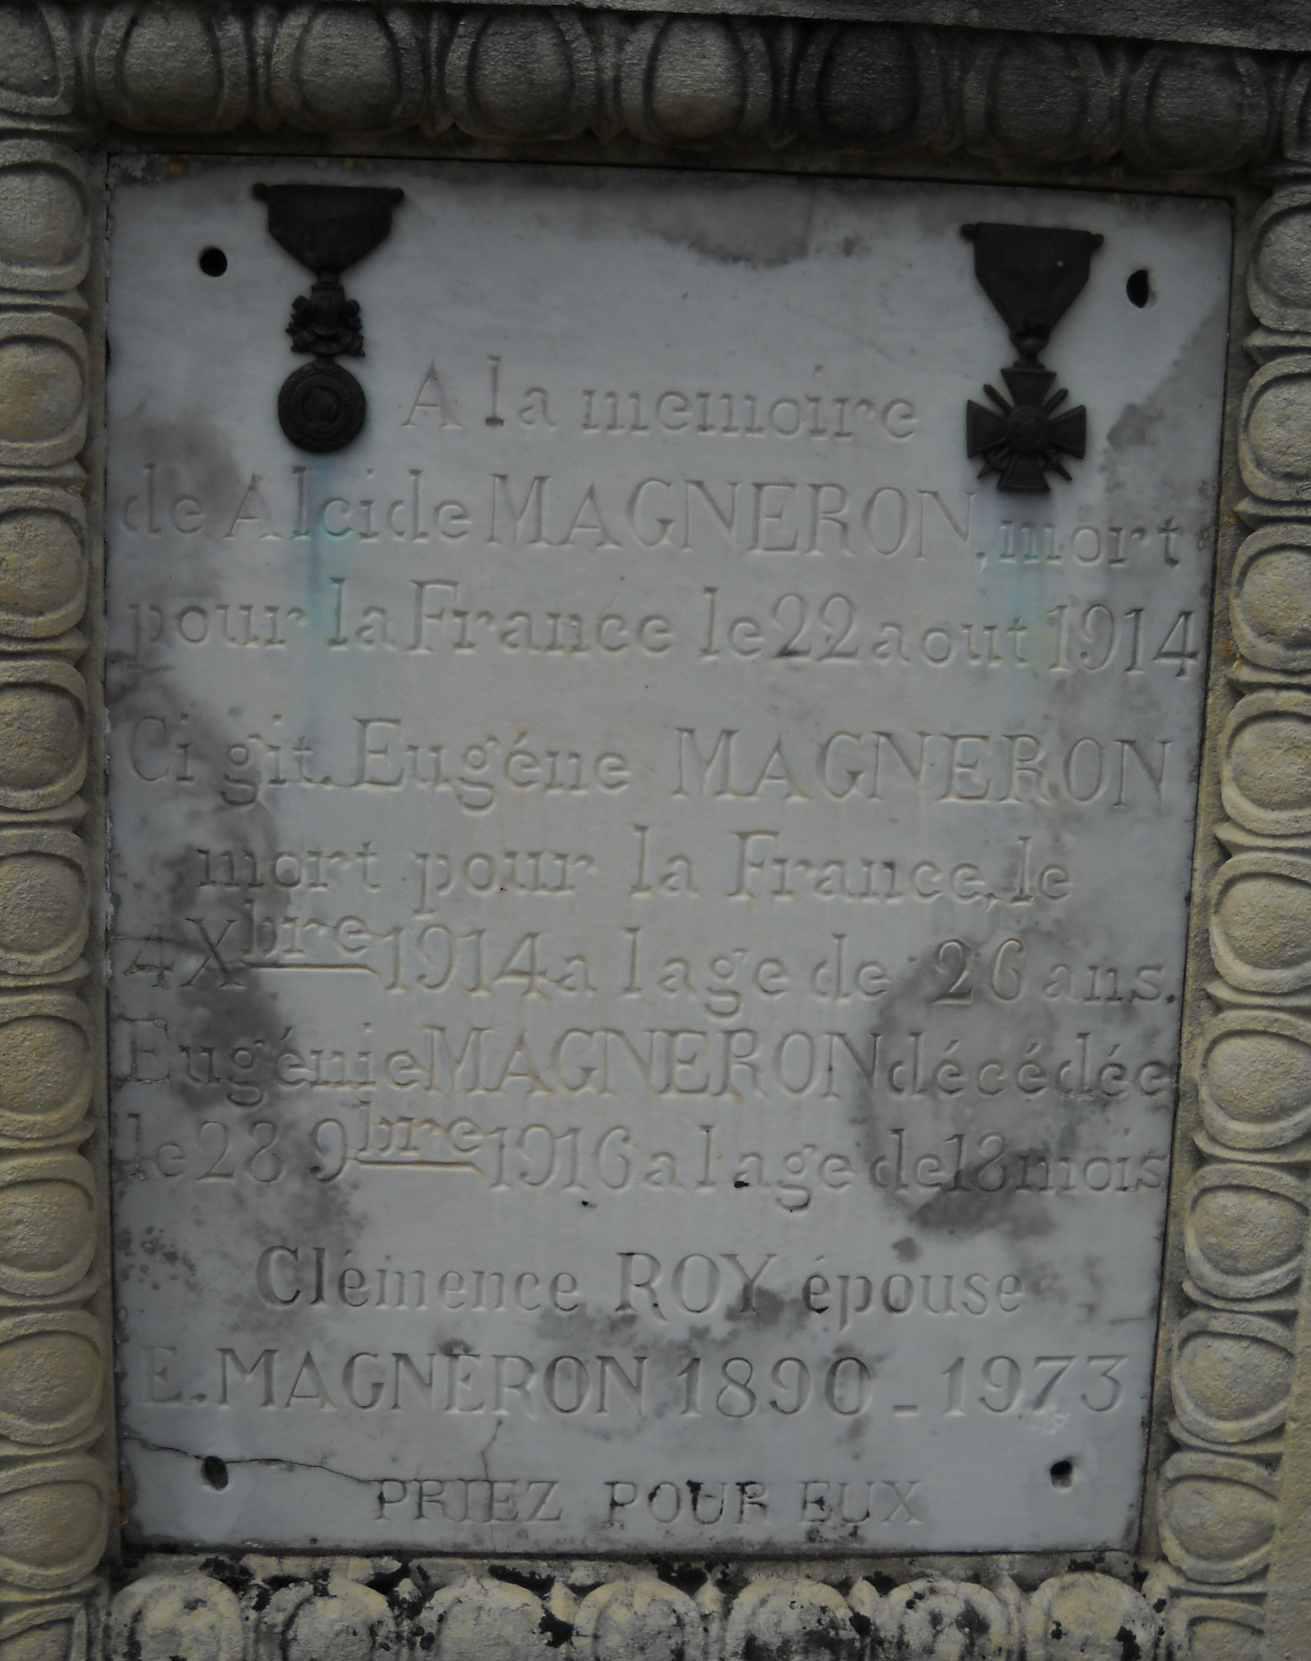 A la memoire
de Alcide MAGNERON, mort
pour la France le 22 aout 1914
Ci git. Eugéne MAGNERON
mort pour la France, le
4 Xbre 1914 a l age de 26 ans.
Eugénie MAGNERON décédée
le 28 9bre 1916 a l age de 18 mois
Clémence ROY épouse
E. MAGNERON 1890 - 1973
PRIEZ POUR EUX